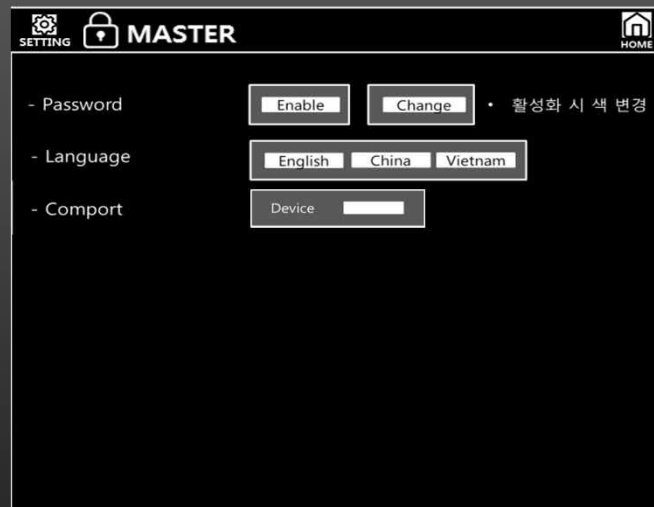 SETTING MASTER HOME
- Password Enable Change • 활성화 시 색 변경
- Language English China Vietnam
- Comport Device